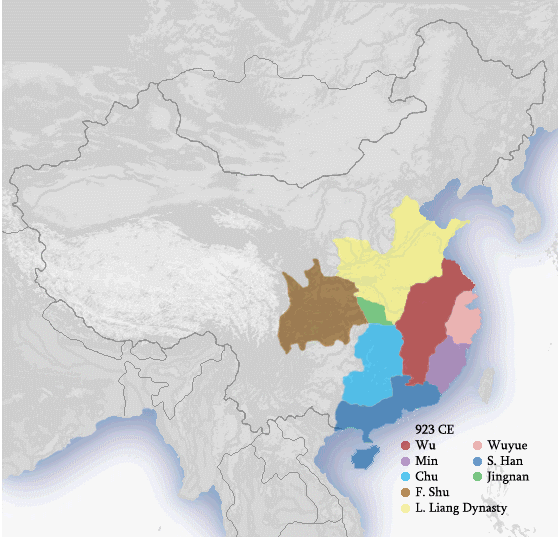 923 CE
Wu
Wuyue
Min
S. Han
Chu
Jingnan
F. Shu
L. Liang Dynasty